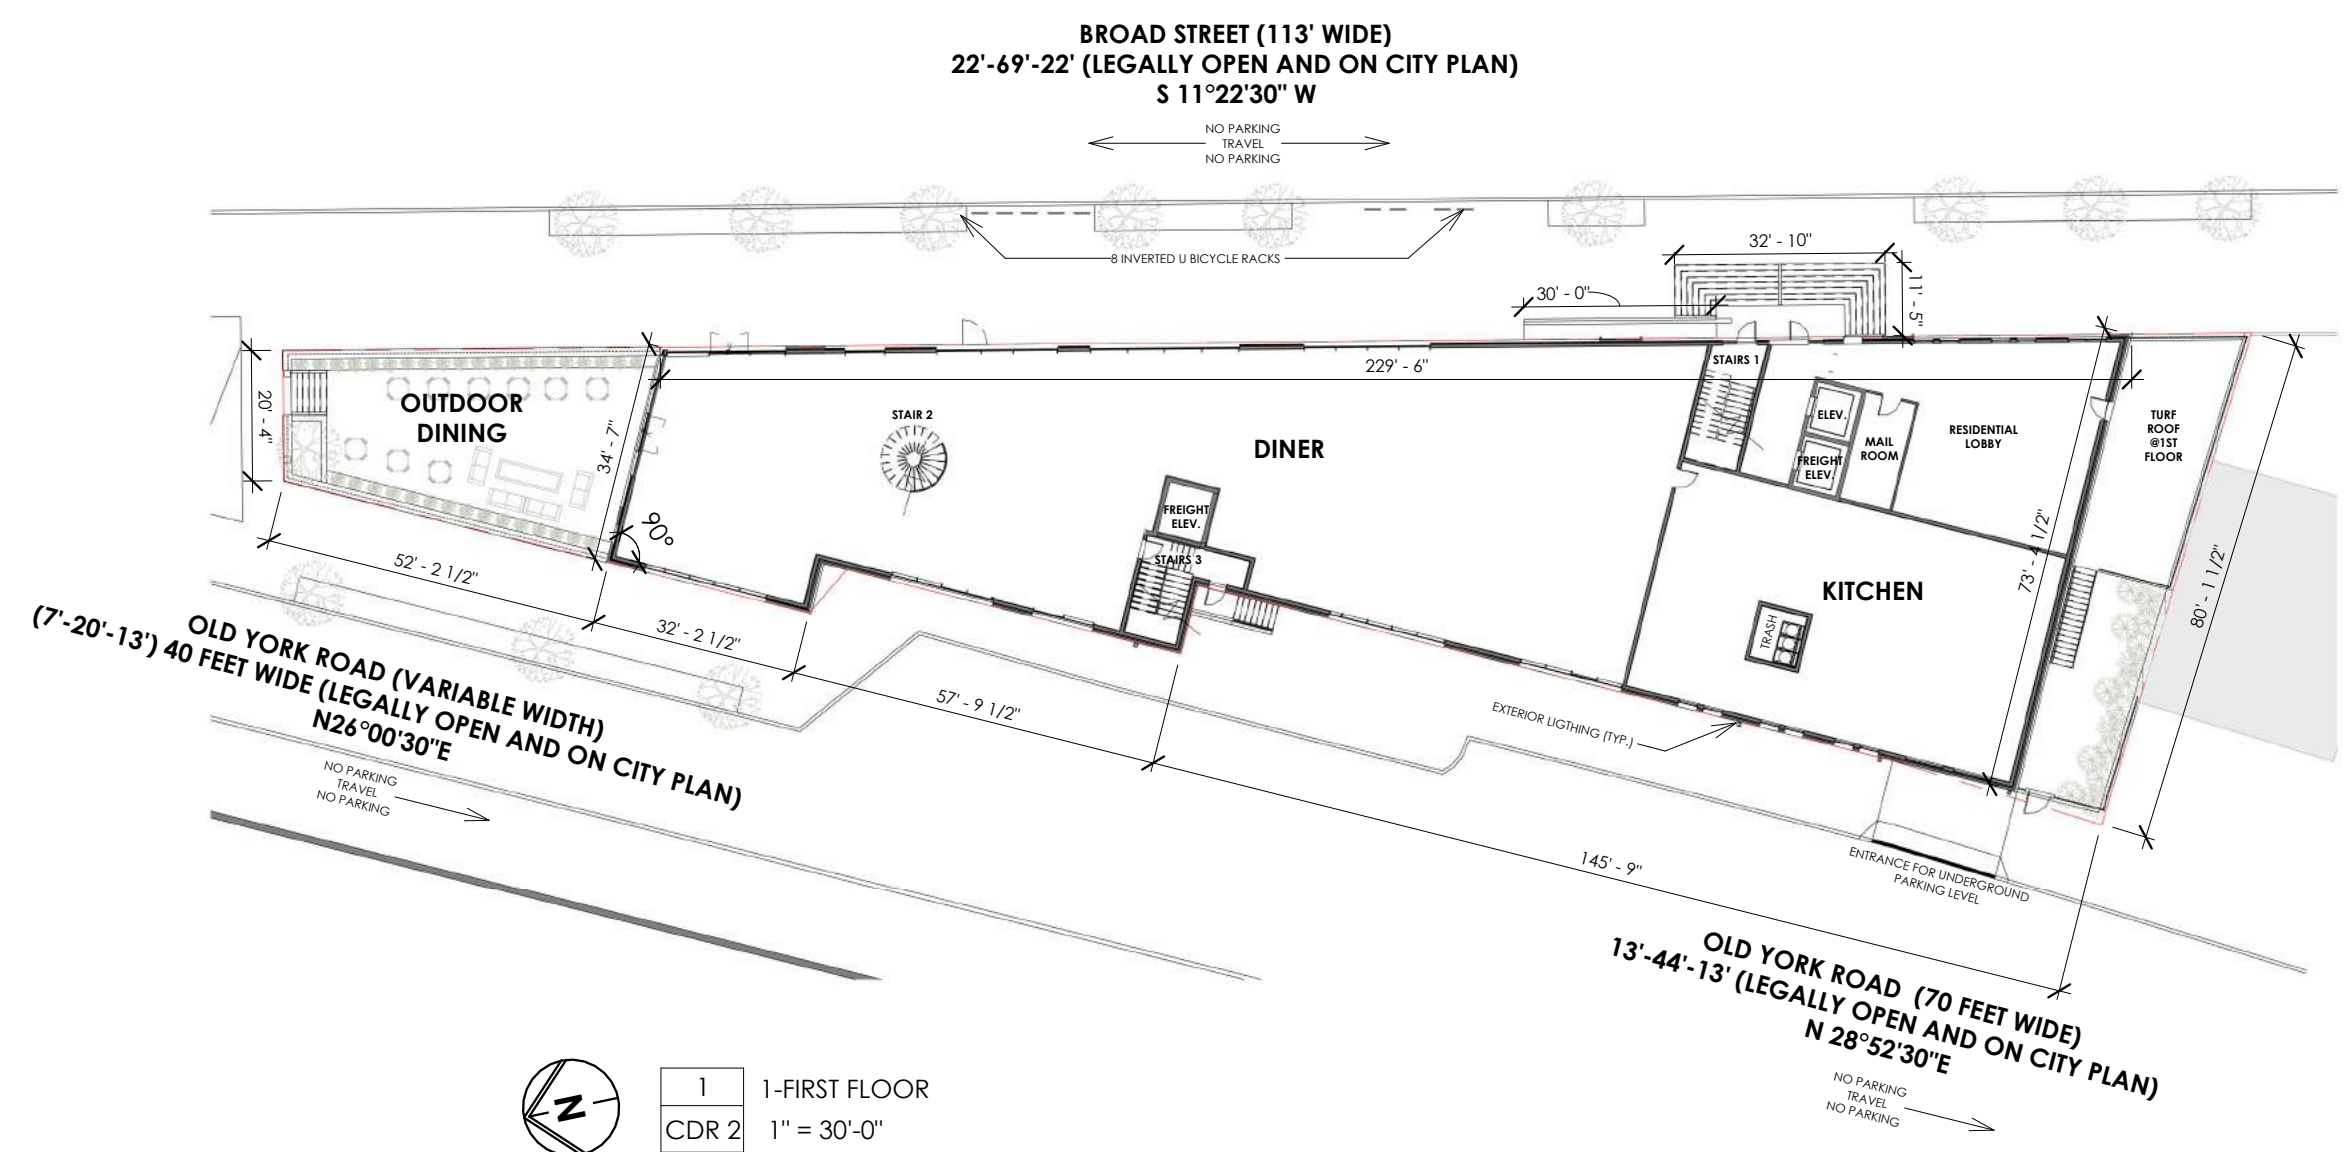 BROAD STREET (113' WIDE)
22'-69'-22' (LEGALLY OPEN AND ON CITY PLAN)
S 11°22'30" W
NO PARKING
TRAVEL
NO PARKING
8 INVERTED U BICYCLE RACKS
32' - 10"
11' - 5"
30' - 0"
229' - 6"
20' - 4"
OUTDOOR
DINING
34' - 7"
90°
STAIR 2
DINER
STAIRS 1
ELEV.
FREIGHT
ELEV.
MAIL
ROOM
RESIDENTIAL
LOBBY
TURF
ROOF
@1ST
FLOOR
FREIGHT
ELEV.
STAIRS 3
KITCHEN
TRASH
73' - 4 1/2"
80' - 1 1/2"
52' - 2 1/2"
32' - 2 1/2"
57' - 9 1/2"
145' - 9"
EXTERIOR LIGTHING (TYP.)
ENTRANCE FOR UNDERGROUND
PARKING LEVEL
OLD YORK ROAD (VARIABLE WIDTH)
(7'-20'-13') 40 FEET WIDE (LEGALLY OPEN AND ON CITY PLAN)
N26°00'30"E
NO PARKING
TRAVEL
NO PARKING
OLD YORK ROAD (70 FEET WIDE)
13'-44'-13' (LEGALLY OPEN AND ON CITY PLAN)
N 28°52'30"E
NO PARKING
TRAVEL
NO PARKING
N
1
1-FIRST FLOOR
CDR 2
1" = 30'-0"